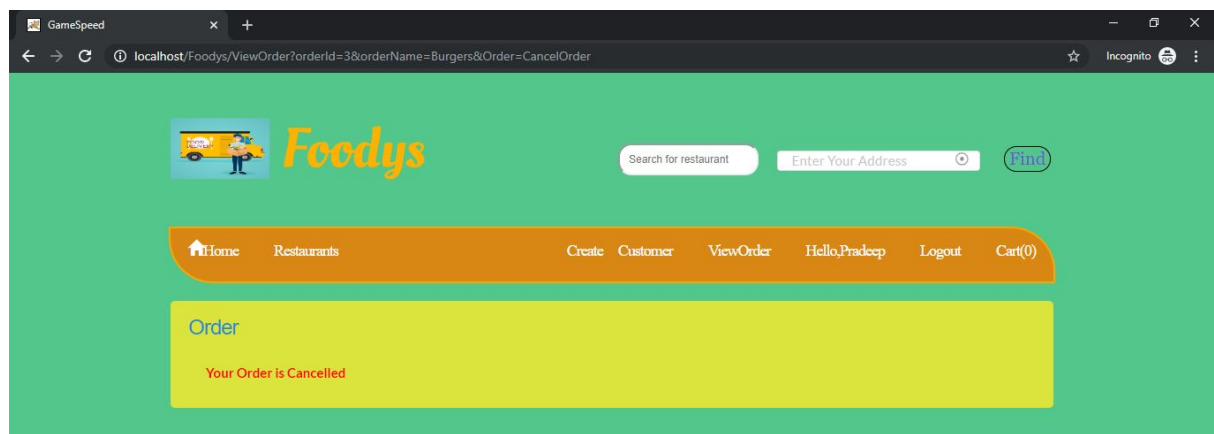 GameSpeed
localhost/Foodys/ViewOrder?orderId=3&orderName=Burgers&Order=CancelOrder
Incognito
Foodys
Search for restaurant
Enter Your Address
Find
Home Restaurants Create Customer ViewOrder Hello,Pradeep Logout Cart(0)
Order
Your Order is Cancelled